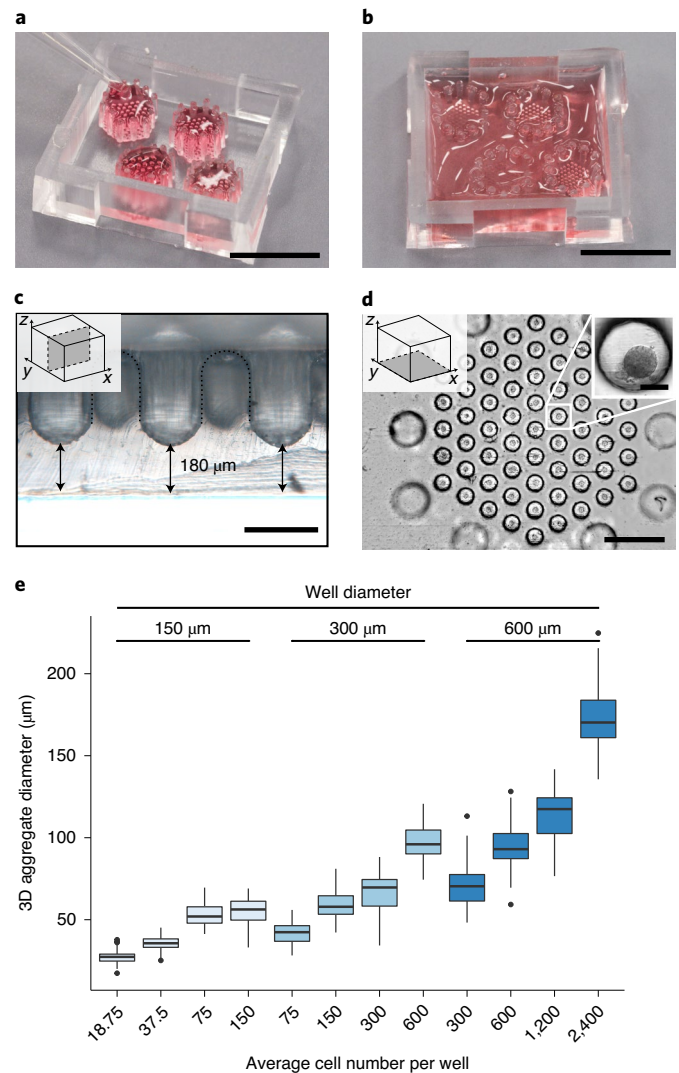 a
b
c
z
y
x
180 μm
d
z
y
x
e
Well diameter
150 μm
300 μm
600 μm
3D aggregate diameter (μm)
200
150
100
50
18.75
37.5
75
150
75
150
300
600
300
600
1,200
2,400
Average cell number per well